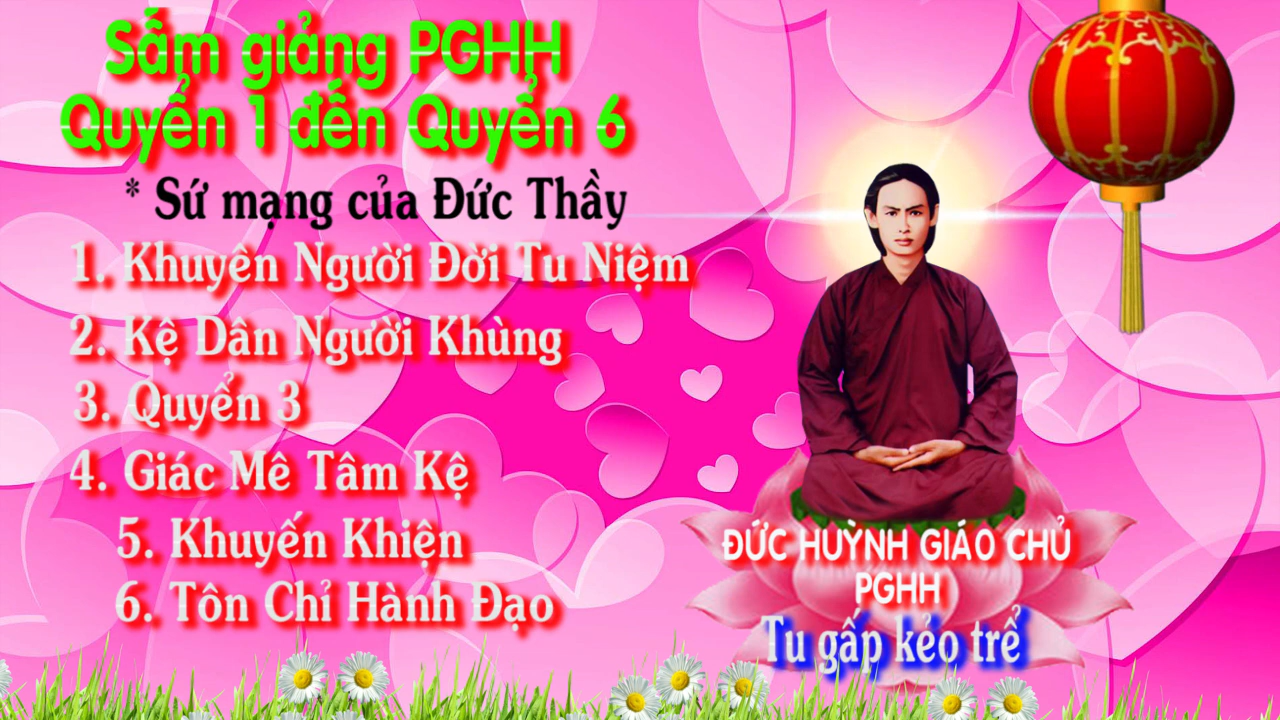 Sẫm giảng PGHH
Quyển 1 đến Quyển 6
* Sứ mạng của Đức Thầy
1. Khuyên Người Đời Tu Niệm
2. Kệ Dân Người Khùng
3. Quyển 3
4. Giác Mê Tâm Kệ
5. Khuyến Khiện
6. Tôn Chỉ Hành Đạo
ĐỨC HUỲNH GIÁO CHỦ
PGHH
Tu gấp kẻo trể